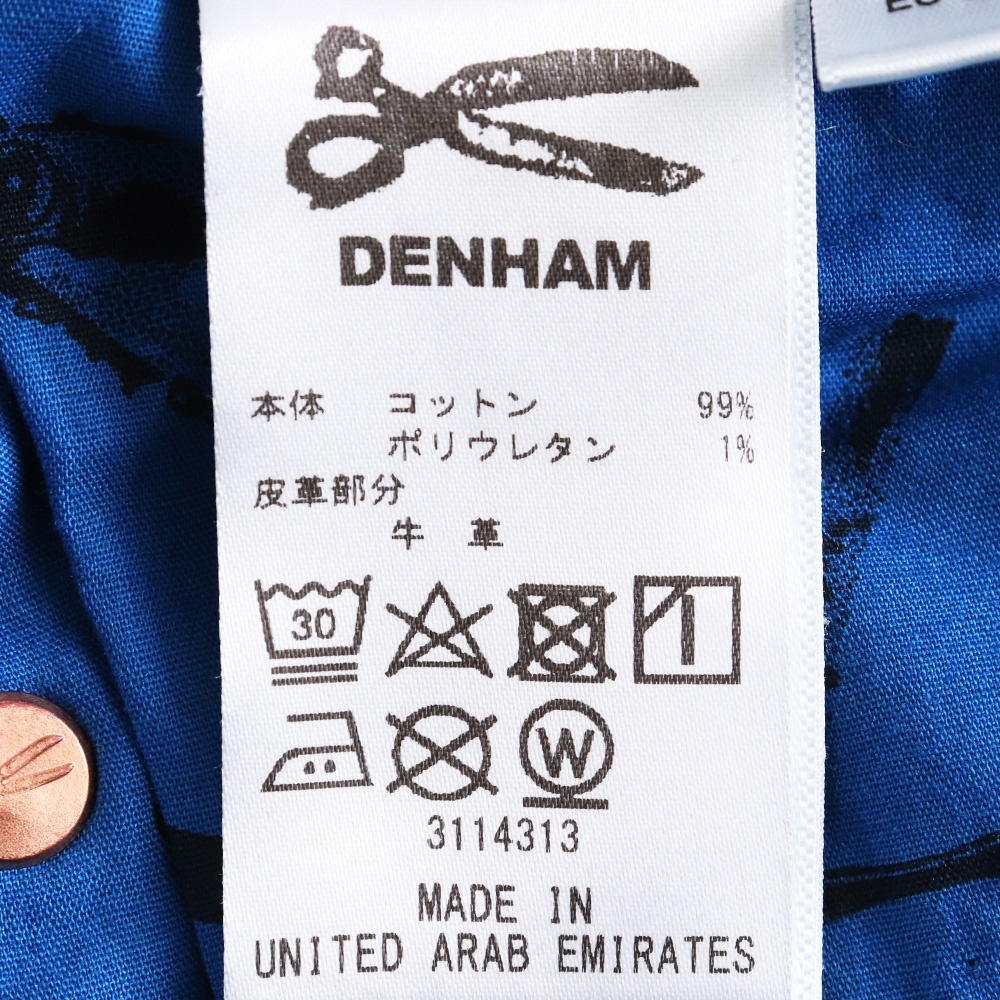 DENHAM
本体 コットン 99%
ポリウレタン 1%
皮革部分
牛 革
30
W
3114313
MADE IN
UNITED ARAB EMIRATES